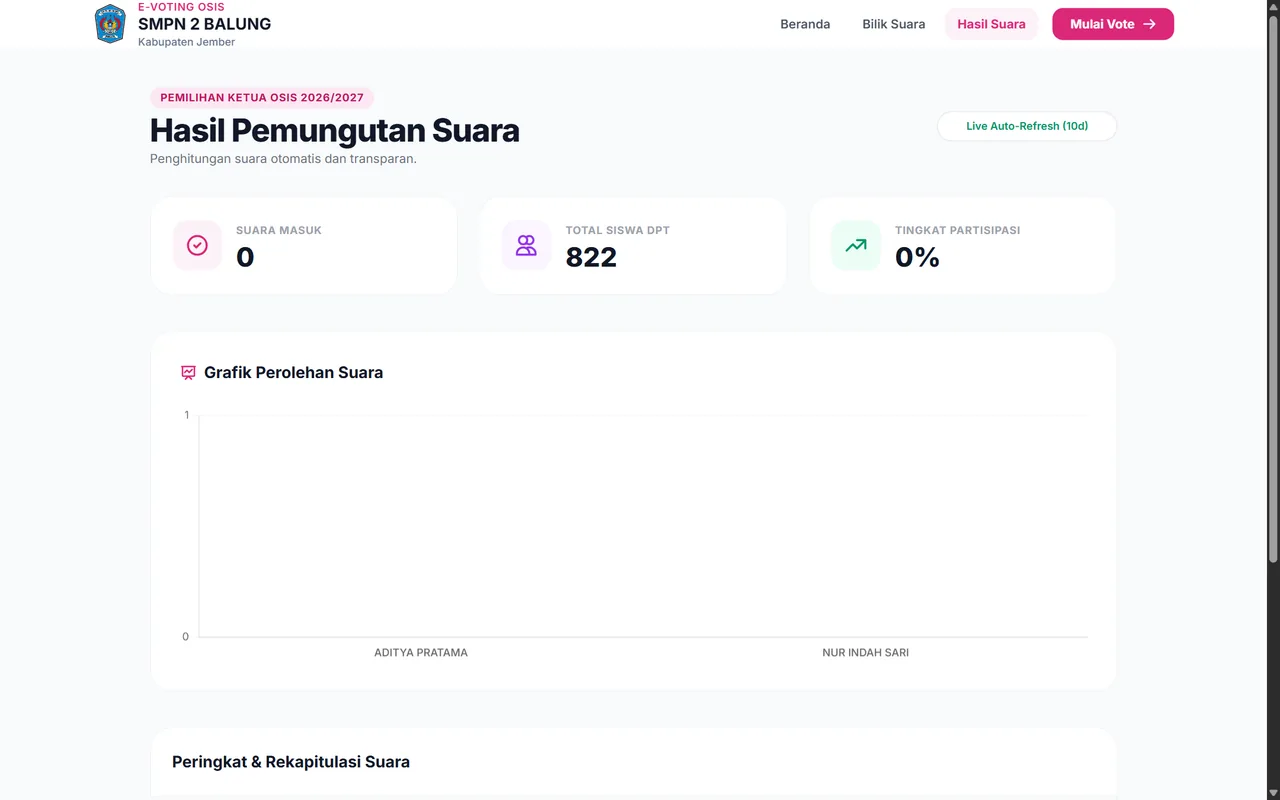 E-VOTING OSIS
SMPN 2 BALUNG
Kabupaten Jember
Beranda
Bilik Suara
Hasil Suara
Mulai Vote
PEMILIHAN KETUA OSIS 2026/2027
Hasil Pemungutan Suara
Penghitungan suara otomatis dan transparan.
Live Auto-Refresh (10d)
SUARA MASUK
0
TOTAL SISWA DPT
822
TINGKAT PARTISIPASI
0%
Grafik Perolehan Suara
1
0
ADITYA PRATAMA
NUR INDAH SARI
Peringkat & Rekapitulasi Suara